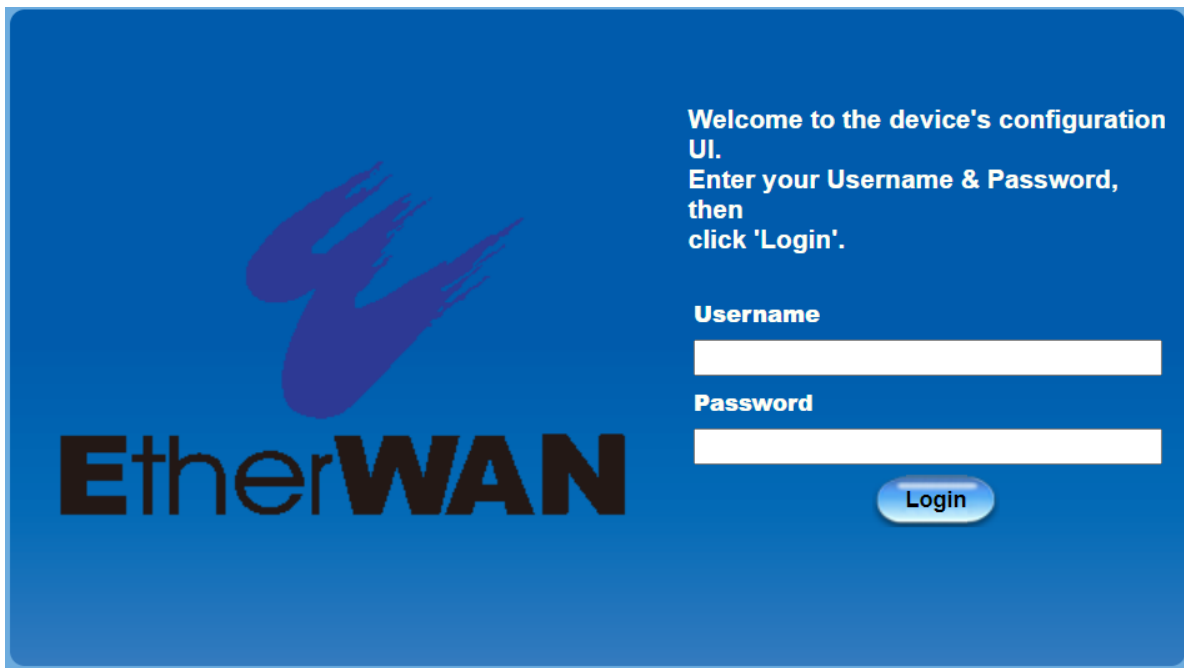 Welcome to the device's configuration
UI.
Enter your Username & Password,
then
click 'Login'.
Username
Password
Login
EtherWAN